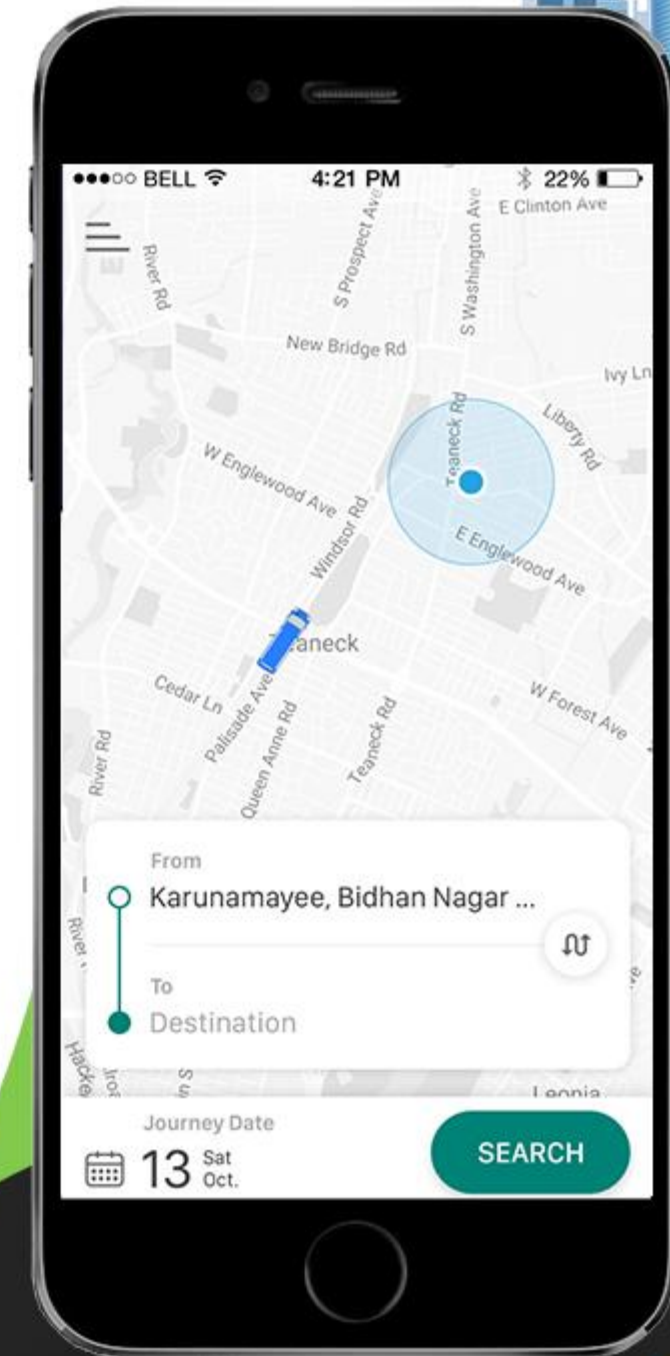 BELL 4:21 PM 22%
E Clinton Ave
S Prospect Ave
S Washington Ave
River Rd
New Bridge Rd
Ivy Ln
Liberty Rd
Teaneck Rd
W Englewood Ave
Windsor Rd
E Englewood Ave
Teaneck
Cedar Ln
Palisade Ave
W Forest Ave
Queen Anne Rd
Teaneck Rd
River Rd
From
Karunamayee, Bidhan Nagar ...
To
Destination
River
Leonia
Journey Date
13 Sat
Oct.
SEARCH